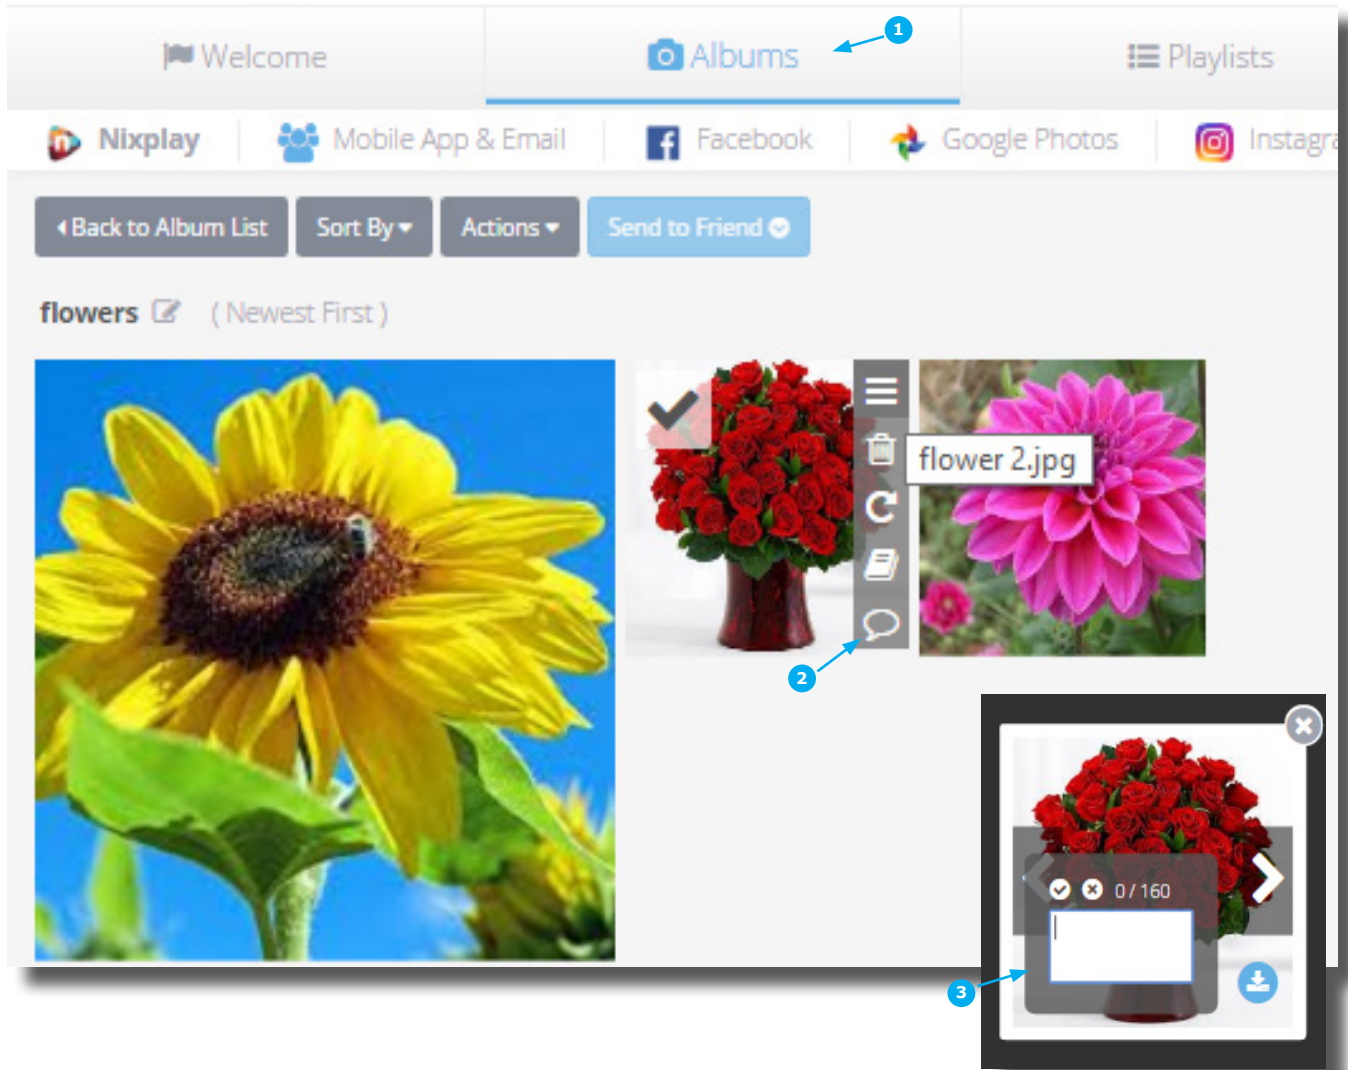 1
Welcome
Albums
Playlists
Nixplay
Mobile App & Email
Facebook
Google Photos
Instagra
Back to Album List
Sort By
Actions
Send to Friend
flowers
( Newest First )
flower 2.jpg
2
0 / 160
3